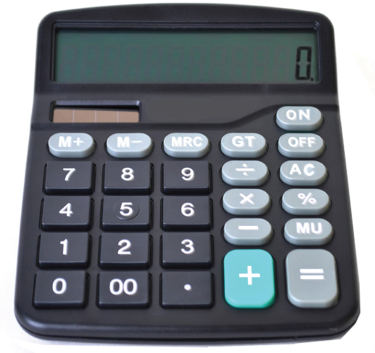 0.
ON
M+ M− MRC GT OFF
7 8 9 ÷ AC
4 5 6 × %
1 2 3 − MU
0 00 . + =